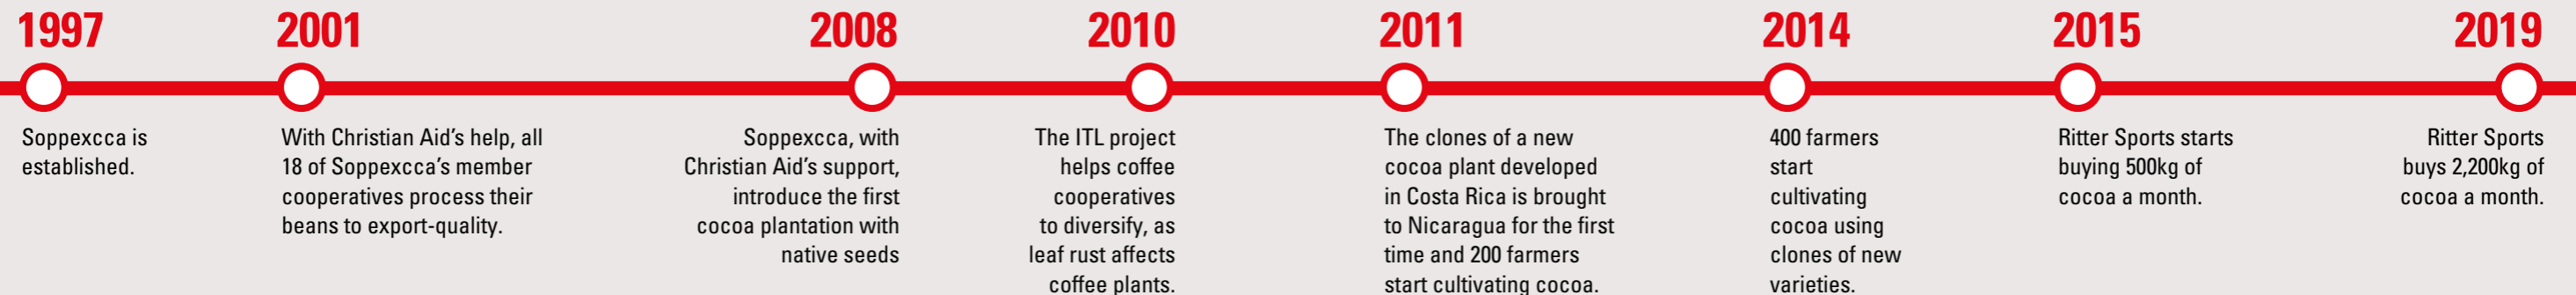 1997
Soppexcca is
established.
2001
With Christian Aid's help, all
18 of Soppexcca's member
cooperatives process their
beans to export-quality.
2008
Soppexcca, with
Christian Aid's support,
introduce the first
cocoa plantation with
native seeds
2010
The ITL project
helps coffee
cooperatives
to diversify, as
leaf rust affects
coffee plants.
2011
The clones of a new
cocoa plant developed
in Costa Rica is brought
to Nicaragua for the first
time and 200 farmers
start cultivating cocoa.
2014
400 farmers
start
cultivating
cocoa using
clones of new
varieties.
2015
Ritter Sports starts
buying 500kg of
cocoa a month.
2019
Ritter Sports
buys 2,200kg of
cocoa a month.